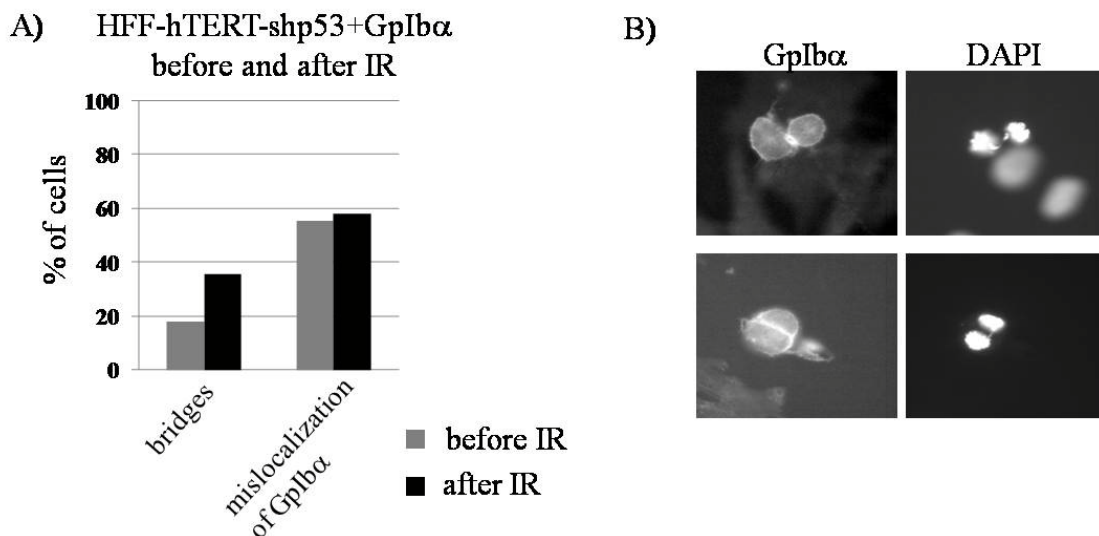 A)
HFF-hTERT-shp53+GpIbα
before and after IR
100
80
60
40
20
0
% of cells
bridges
mislocalization
of GpIbα
before IR
after IR
B)
GpIbα
DAPI